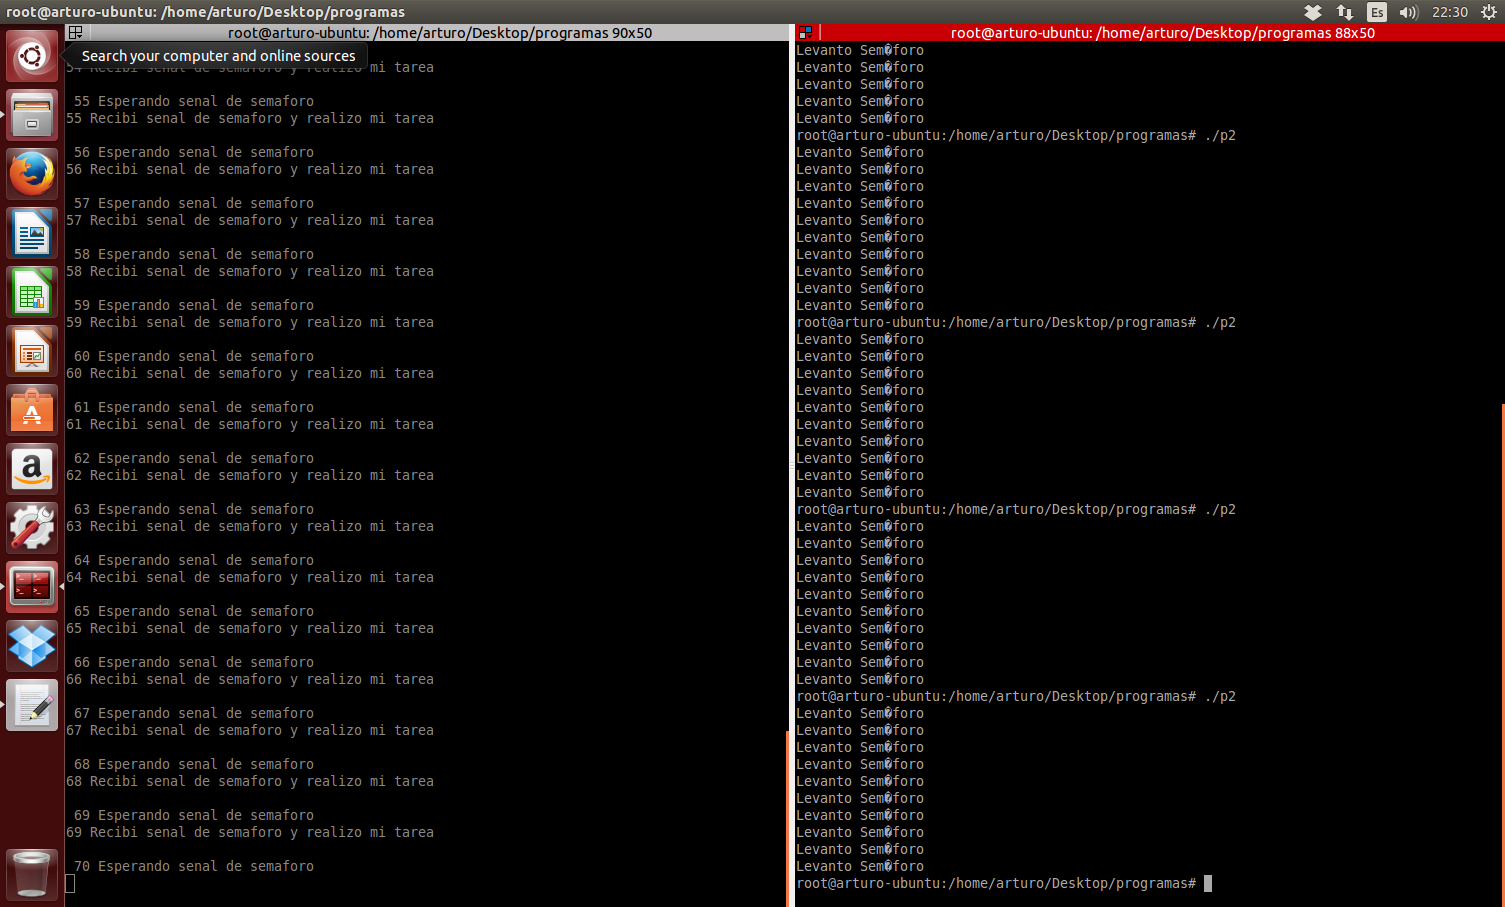 root@arturo-ubuntu: /home/arturo/Desktop/programas
Es
22:30
root@arturo-ubuntu: /home/arturo/Desktop/programas 90x50
Search your computer and online sources
54 Recibi senal de semaforo y realizo mi tarea
55 Esperando senal de semaforo
55 Recibi senal de semaforo y realizo mi tarea
56 Esperando senal de semaforo
56 Recibi senal de semaforo y realizo mi tarea
57 Esperando senal de semaforo
57 Recibi senal de semaforo y realizo mi tarea
58 Esperando senal de semaforo
58 Recibi senal de semaforo y realizo mi tarea
59 Esperando senal de semaforo
59 Recibi senal de semaforo y realizo mi tarea
60 Esperando senal de semaforo
60 Recibi senal de semaforo y realizo mi tarea
61 Esperando senal de semaforo
61 Recibi senal de semaforo y realizo mi tarea
62 Esperando senal de semaforo
62 Recibi senal de semaforo y realizo mi tarea
63 Esperando senal de semaforo
63 Recibi senal de semaforo y realizo mi tarea
64 Esperando senal de semaforo
64 Recibi senal de semaforo y realizo mi tarea
65 Esperando senal de semaforo
65 Recibi senal de semaforo y realizo mi tarea
66 Esperando senal de semaforo
66 Recibi senal de semaforo y realizo mi tarea
67 Esperando senal de semaforo
67 Recibi senal de semaforo y realizo mi tarea
68 Esperando senal de semaforo
68 Recibi senal de semaforo y realizo mi tarea
69 Esperando senal de semaforo
69 Recibi senal de semaforo y realizo mi tarea
70 Esperando senal de semaforo
root@arturo-ubuntu: /home/arturo/Desktop/programas 88x50
Levanto Sem�foro
Levanto Sem�foro
Levanto Sem�foro
Levanto Sem�foro
Levanto Sem�foro
root@arturo-ubuntu:/home/arturo/Desktop/programas# ./p2
Levanto Sem�foro
Levanto Sem�foro
Levanto Sem�foro
Levanto Sem�foro
Levanto Sem�foro
Levanto Sem�foro
Levanto Sem�foro
Levanto Sem�foro
Levanto Sem�foro
Levanto Sem�foro
root@arturo-ubuntu:/home/arturo/Desktop/programas# ./p2
Levanto Sem�foro
Levanto Sem�foro
Levanto Sem�foro
Levanto Sem�foro
Levanto Sem�foro
Levanto Sem�foro
Levanto Sem�foro
Levanto Sem�foro
Levanto Sem�foro
Levanto Sem�foro
root@arturo-ubuntu:/home/arturo/Desktop/programas# ./p2
Levanto Sem�foro
Levanto Sem�foro
Levanto Sem�foro
Levanto Sem�foro
Levanto Sem�foro
Levanto Sem�foro
Levanto Sem�foro
Levanto Sem�foro
Levanto Sem�foro
Levanto Sem�foro
root@arturo-ubuntu:/home/arturo/Desktop/programas# ./p2
Levanto Sem�foro
Levanto Sem�foro
Levanto Sem�foro
Levanto Sem�foro
Levanto Sem�foro
Levanto Sem�foro
Levanto Sem�foro
Levanto Sem�foro
Levanto Sem�foro
Levanto Sem�foro
root@arturo-ubuntu:/home/arturo/Desktop/programas#